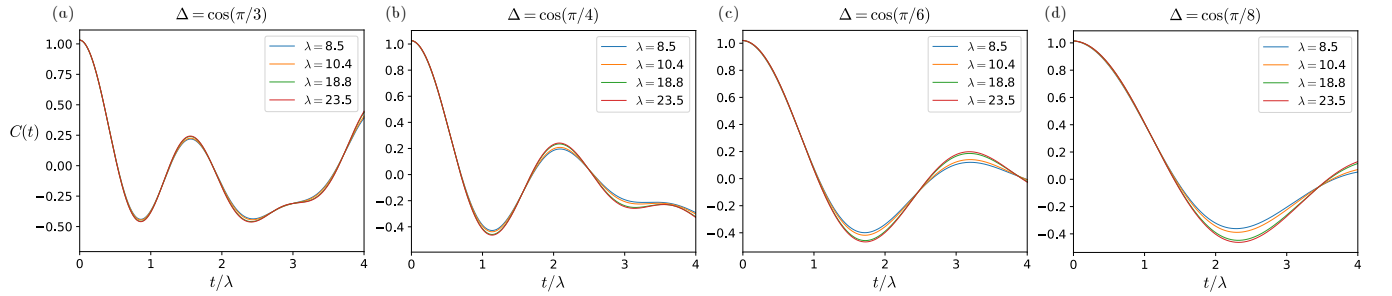 (a) Δ = cos(π/3)
1.00
0.75
0.50
0.25
0.00
−0.25
−0.50
C(t)
λ = 8.5
λ = 10.4
λ = 18.8
λ = 23.5
0 1 2 3 4
t/λ
(b) Δ = cos(π/4)
1.0
0.8
0.6
0.4
0.2
0.0
−0.2
−0.4
λ = 8.5
λ = 10.4
λ = 18.8
λ = 23.5
0 1 2 3 4
t/λ
(c) Δ = cos(π/6)
1.0
0.8
0.6
0.4
0.2
0.0
−0.2
−0.4
λ = 8.5
λ = 10.4
λ = 18.8
λ = 23.5
0 1 2 3 4
t/λ
(d) Δ = cos(π/8)
1.0
0.8
0.6
0.4
0.2
0.0
−0.2
−0.4
λ = 8.5
λ = 10.4
λ = 18.8
λ = 23.5
0 1 2 3 4
t/λ